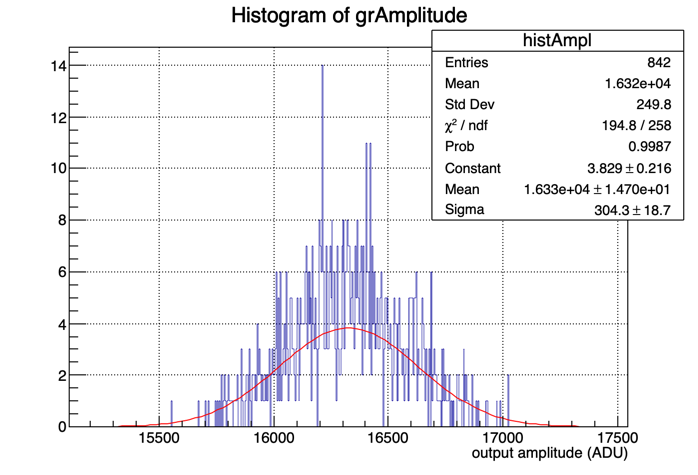 Histogram of grAmplitude
histAmpl
Entries 842
Mean 1.632e+04
Std Dev 249.8
χ² / ndf 194.8 / 258
Prob 0.9987
Constant 3.829 ± 0.216
Mean 1.633e+04 ± 1.470e+01
Sigma 304.3 ± 18.7
14
12
10
8
6
4
2
0
15500 16000 16500 17000 17500
output amplitude (ADU)